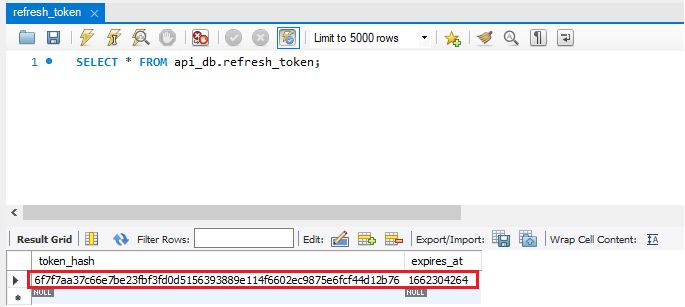 refresh_token
Limit to 5000 rows
1 SELECT * FROM api_db.refresh_token;
Result Grid Filter Rows: Edit: Export/Import: Wrap Cell Content:
token_hash expires_at
6f7f7aa37c66e7be23fbf3fd0d5156393889e114f6602ec9875e6fcf44d12b76 1662304264
NULL NULL